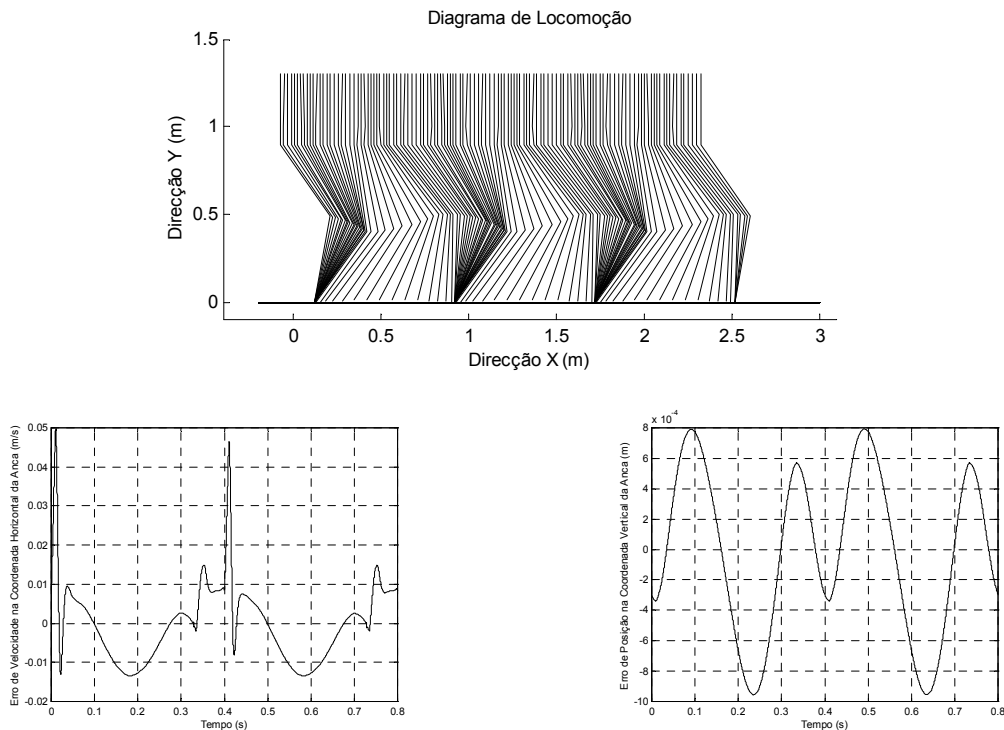 Diagrama de Locomoção
1.5
1
0.5
0
Direcção Y (m)
0 0.5 1 1.5 2 2.5 3
Direcção X (m)
0.05
0.04
0.03
0.02
0.01
0
-0.01
-0.02
Erro de Velocidade na Coordenada Horizontal da Anca (m/s)
0 0.1 0.2 0.3 0.4 0.5 0.6 0.7 0.8
Tempo (s)
x 10-4
8
6
4
2
0
-2
-4
-6
-8
-10
Erro de Posição na Coordenada Vertical da Anca (m)
0 0.1 0.2 0.3 0.4 0.5 0.6 0.7 0.8
Tempo (s)